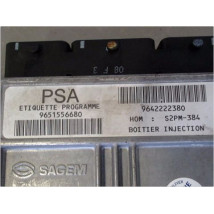 PSA
ETIQUETTE PROGRAMME
9651556680
9642222380
HOM : S2PM-384
BOITIER INJECTION
SAGEM